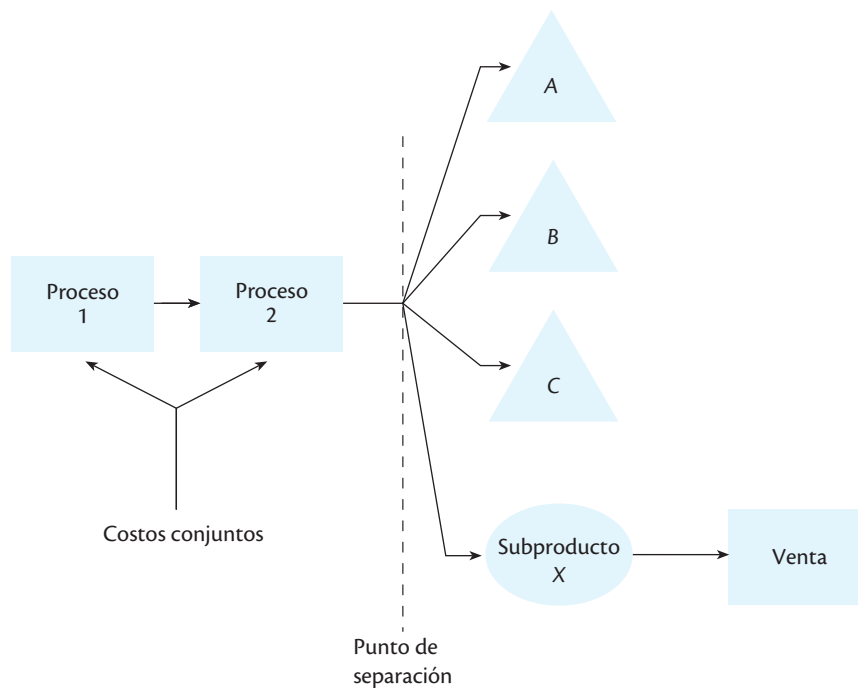 A
B
Proceso
1
Proceso
2
C
Costos conjuntos
Subproducto
X
Venta
Punto de
separación